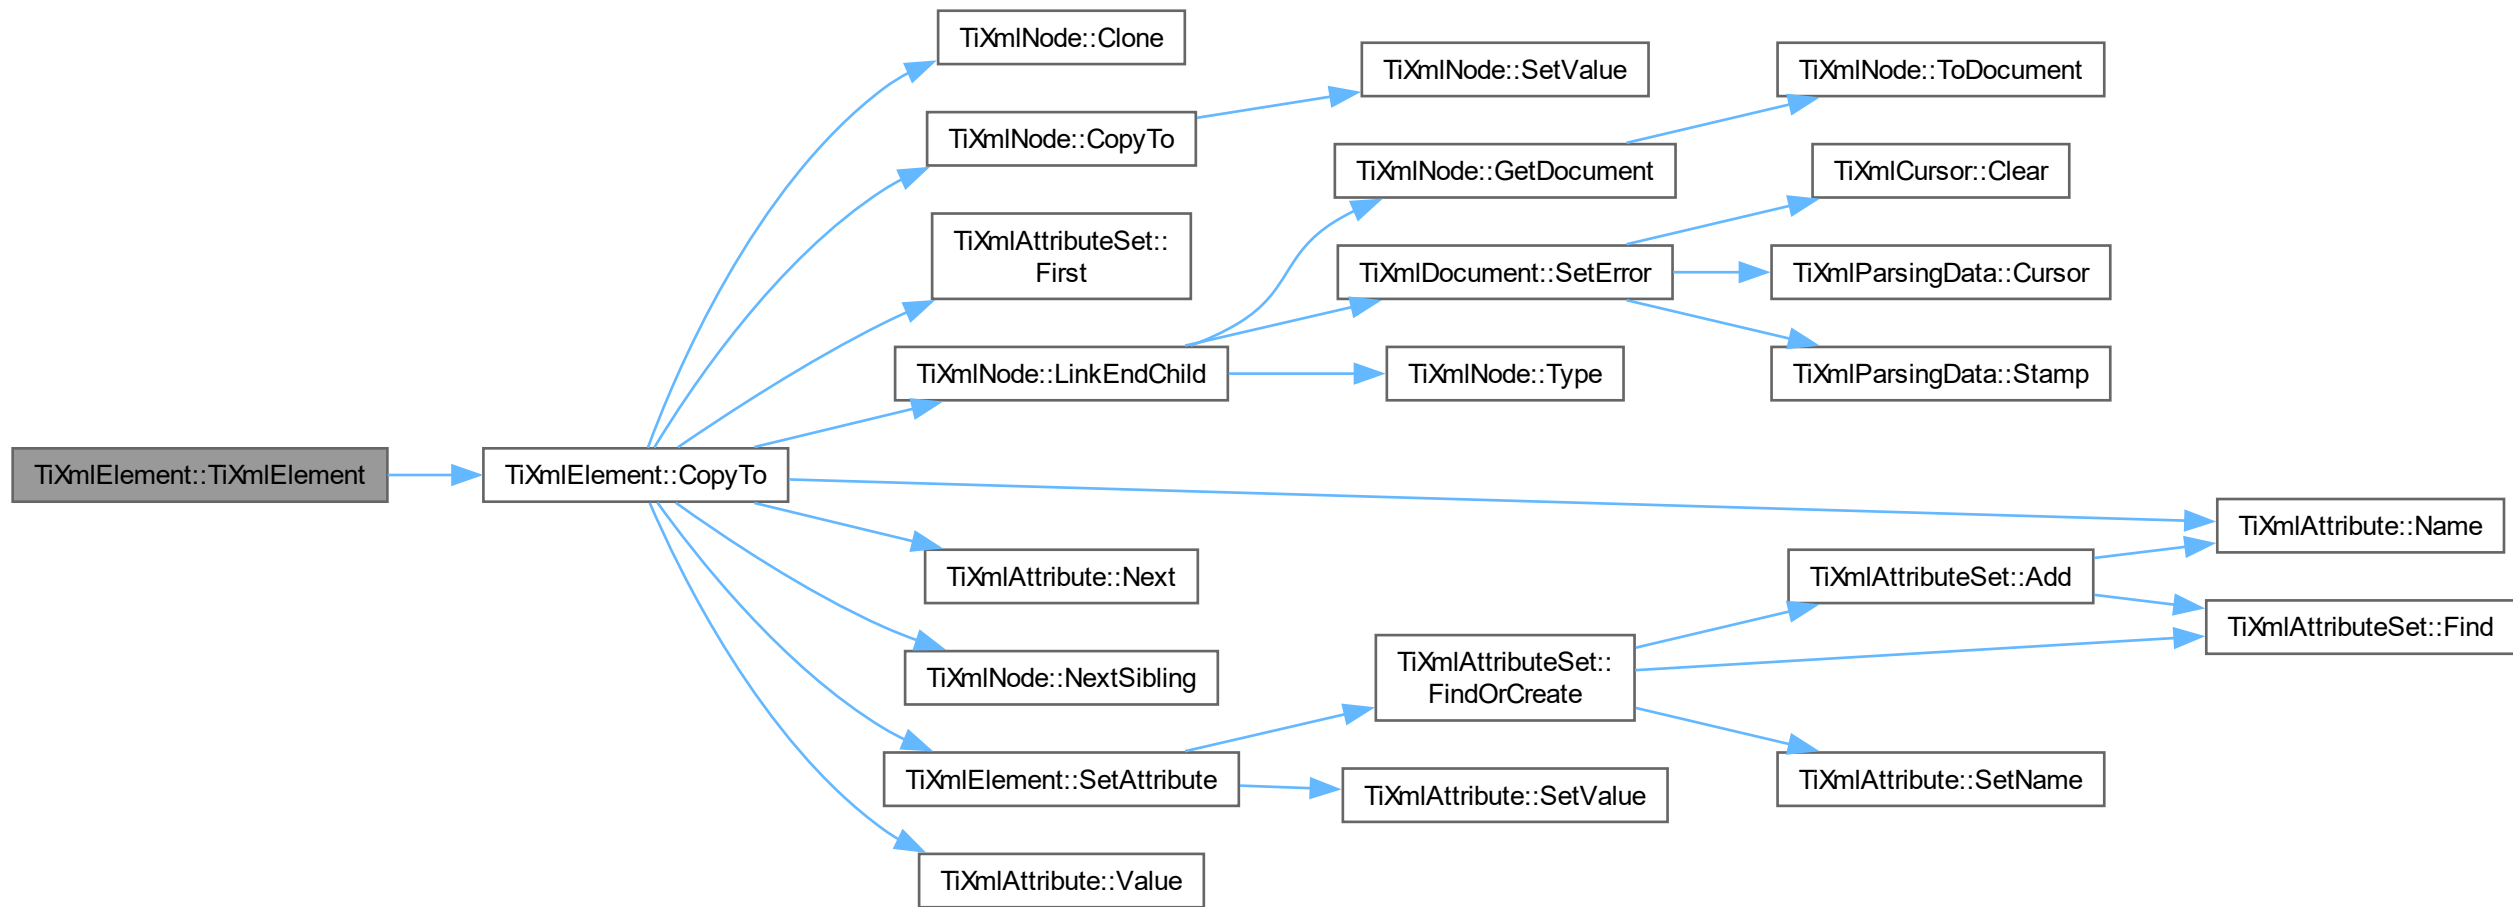 TiXmlElement::TiXmlElement
TiXmlElement::CopyTo
TiXmlNode::Clone
TiXmlNode::CopyTo
TiXmlAttributeSet::
First
TiXmlNode::LinkEndChild
TiXmlAttribute::Next
TiXmlNode::NextSibling
TiXmlElement::SetAttribute
TiXmlAttribute::Value
TiXmlNode::SetValue
TiXmlNode::GetDocument
TiXmlDocument::SetError
TiXmlNode::Type
TiXmlAttributeSet::
FindOrCreate
TiXmlAttribute::SetValue
TiXmlNode::ToDocument
TiXmlCursor::Clear
TiXmlParsingData::Cursor
TiXmlParsingData::Stamp
TiXmlAttributeSet::Add
TiXmlAttribute::SetName
TiXmlAttribute::Name
TiXmlAttributeSet::Find